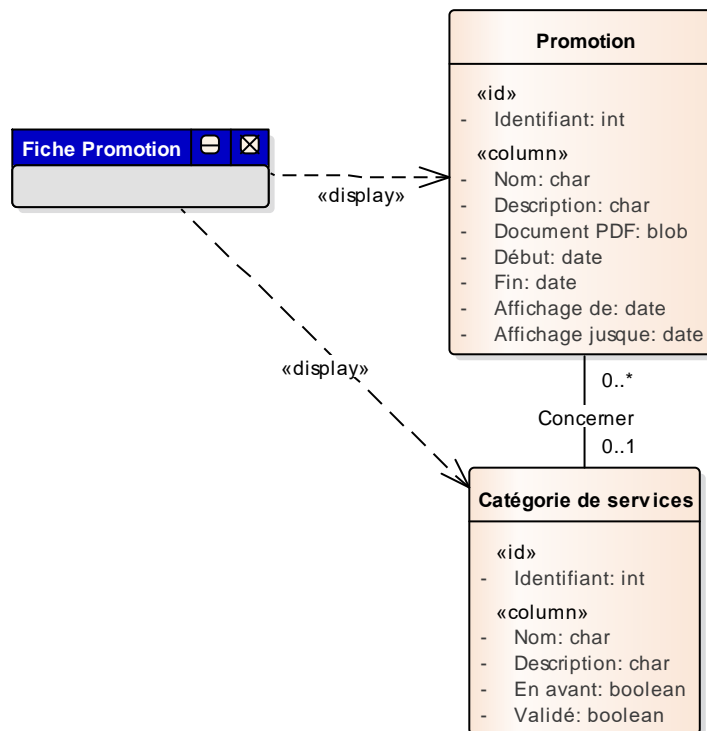 Promotion
«id»
- Identifiant: int
«column»
- Nom: char
- Description: char
- Document PDF: blob
- Début: date
- Fin: date
- Affichage de: date
- Affichage jusque: date
Fiche Promotion
«display»
«display»
0..*
Concerner
0..1
Catégorie de services
«id»
- Identifiant: int
«column»
- Nom: char
- Description: char
- En avant: boolean
- Validé: boolean